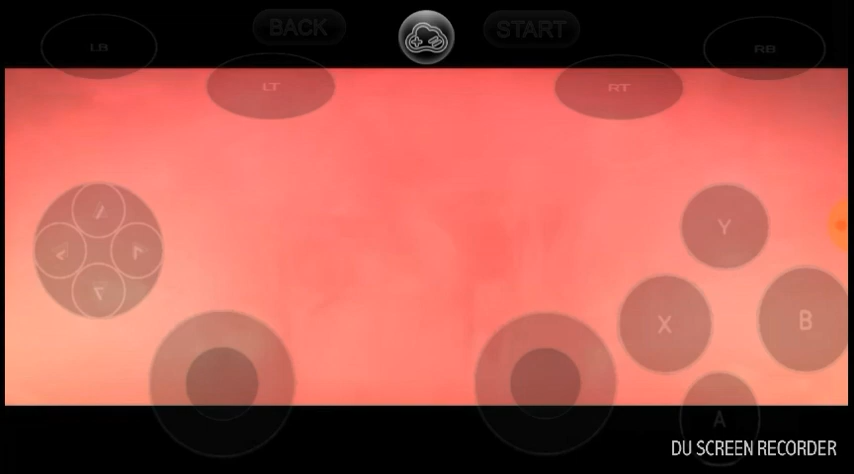 BACK
START
LB
RB
LT
RT
Y
X
B
A
DU SCREEN RECORDER